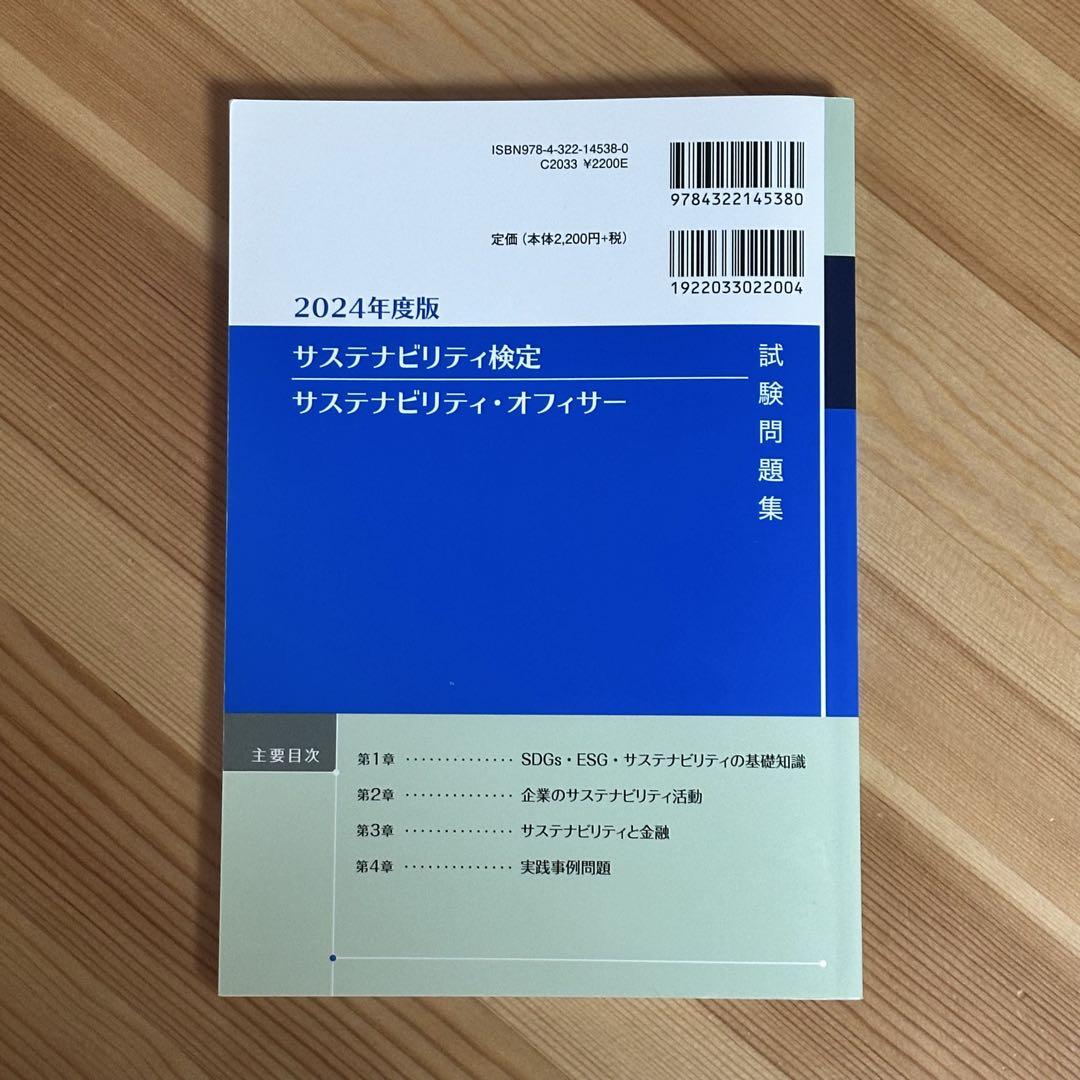 ISBN978-4-322-14538-0
C2033 ¥2200E
9784322145380
定価（本体2,200円+税）
1922033022004
2024年度版
サステナビリティ検定
サステナビリティ・オフィサー
試験問題集
主要目次
第1章 ‥‥‥‥‥‥‥ SDGs・ESG・サステナビリティの基礎知識
第2章 ‥‥‥‥‥‥‥ 企業のサステナビリティ活動
第3章 ‥‥‥‥‥‥‥ サステナビリティと金融
第4章 ‥‥‥‥‥‥‥ 実践事例問題